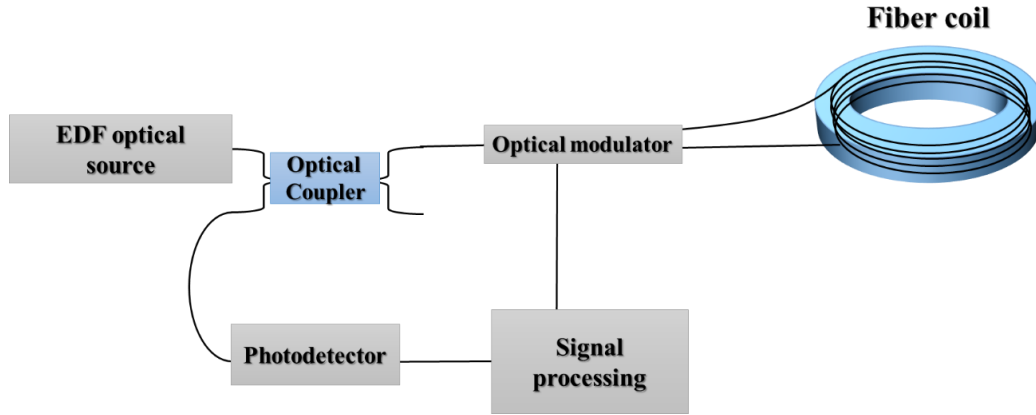 Fiber coil
EDF optical
source
Optical
Coupler
Optical modulator
Photodetector
Signal
processing